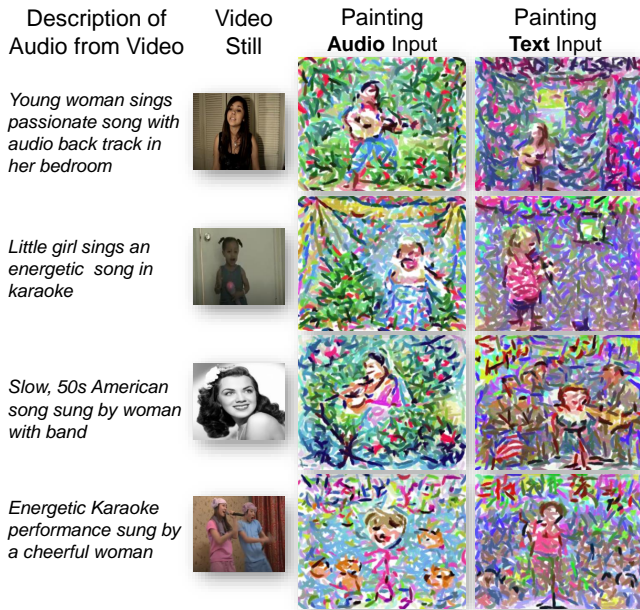 Description of Audio from Video
Video Still
Painting Audio Input
Painting Text Input
Young woman sings
passionate song with
audio back track in
her bedroom
Little girl sings an
energetic song in
karaoke
Slow, 50s American
song sung by woman
with band
Energetic Karaoke
performance sung by
a cheerful woman